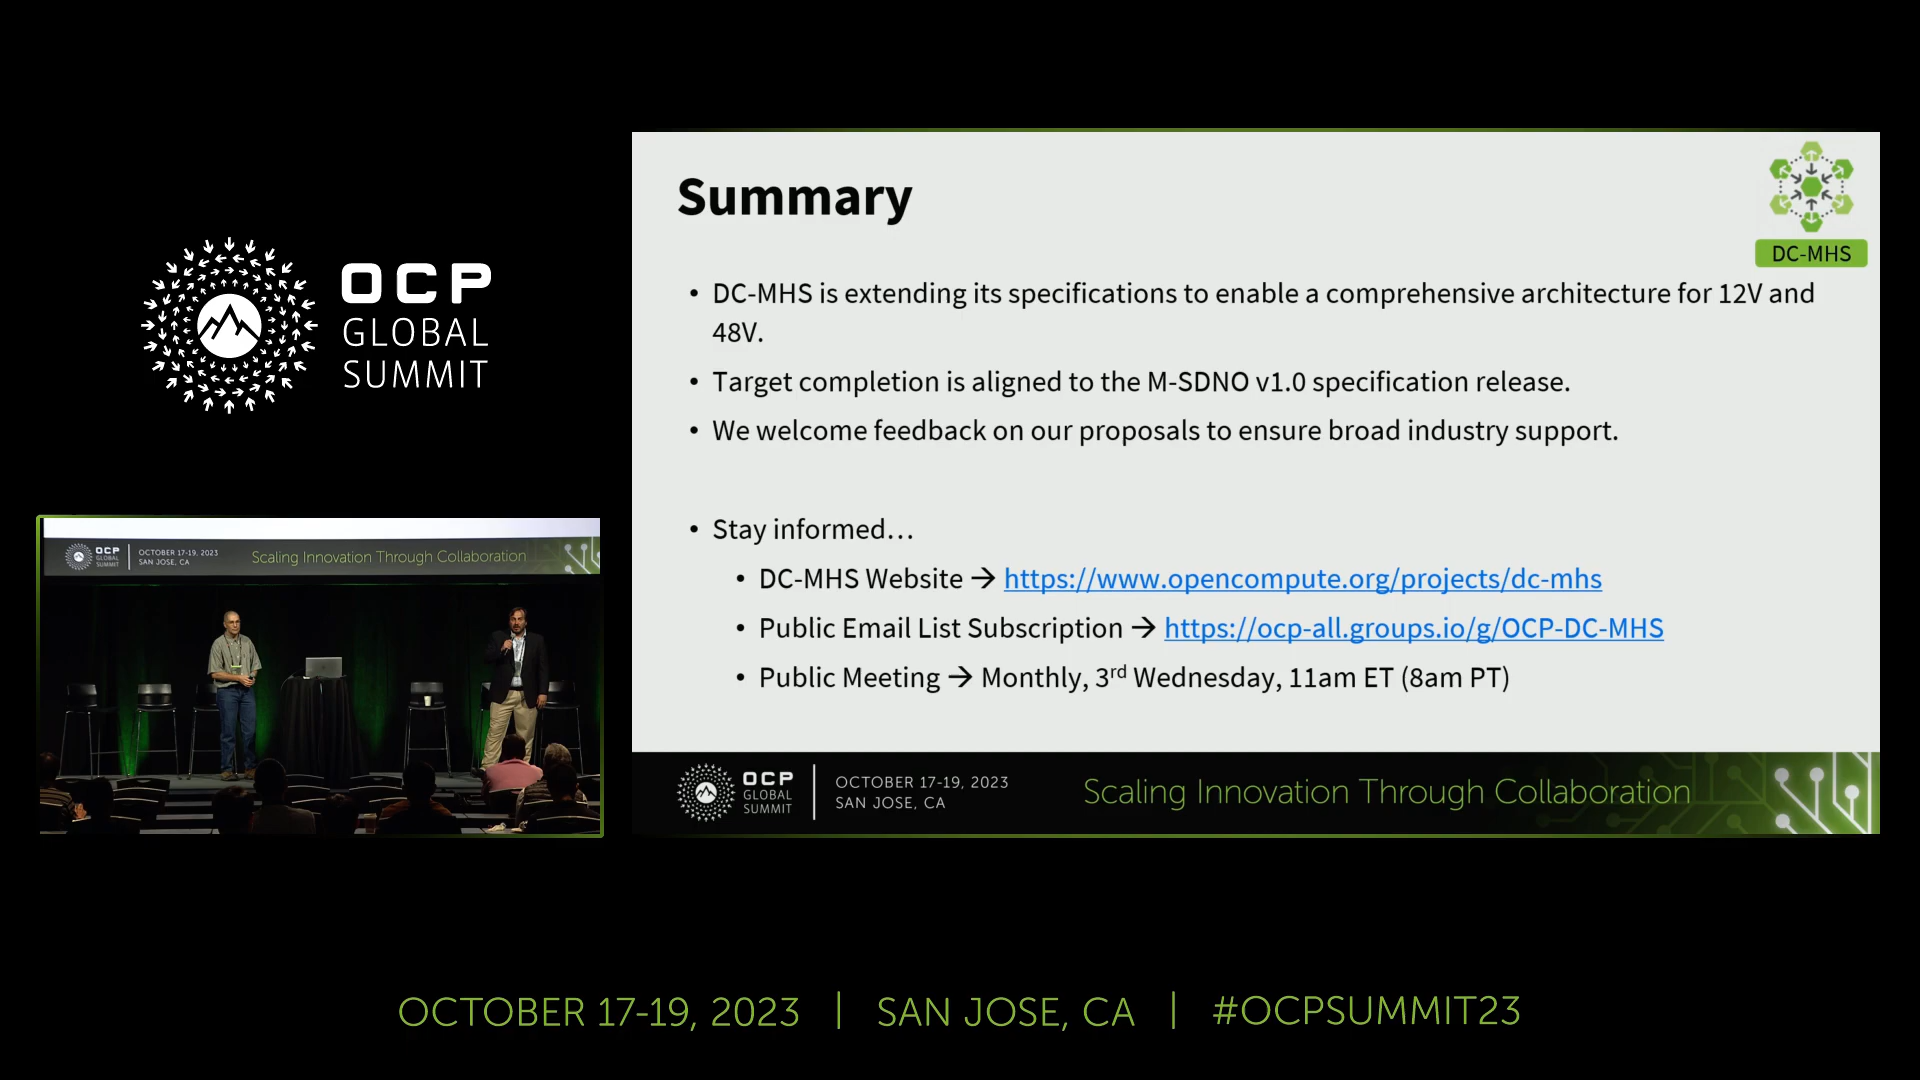 OCP
GLOBAL
SUMMIT
OCP
GLOBAL
SUMMIT
OCTOBER 17-19, 2023
SAN JOSE, CA
Scaling Innovation Through Collaboration
Summary
DC-MHS
• DC-MHS is extending its specifications to enable a comprehensive architecture for 12V and
48V.
• Target completion is aligned to the M-SDNO v1.0 specification release.
• We welcome feedback on our proposals to ensure broad industry support.
• Stay informed…
• DC-MHS Website → https://www.opencompute.org/projects/dc-mhs
• Public Email List Subscription → https://ocp-all.groups.io/g/OCP-DC-MHS
• Public Meeting → Monthly, 3rd Wednesday, 11am ET (8am PT)
OCP
GLOBAL
SUMMIT
OCTOBER 17-19, 2023
SAN JOSE, CA
Scaling Innovation Through Collaboration
OCTOBER 17-19, 2023 | SAN JOSE, CA | #OCPSUMMIT23